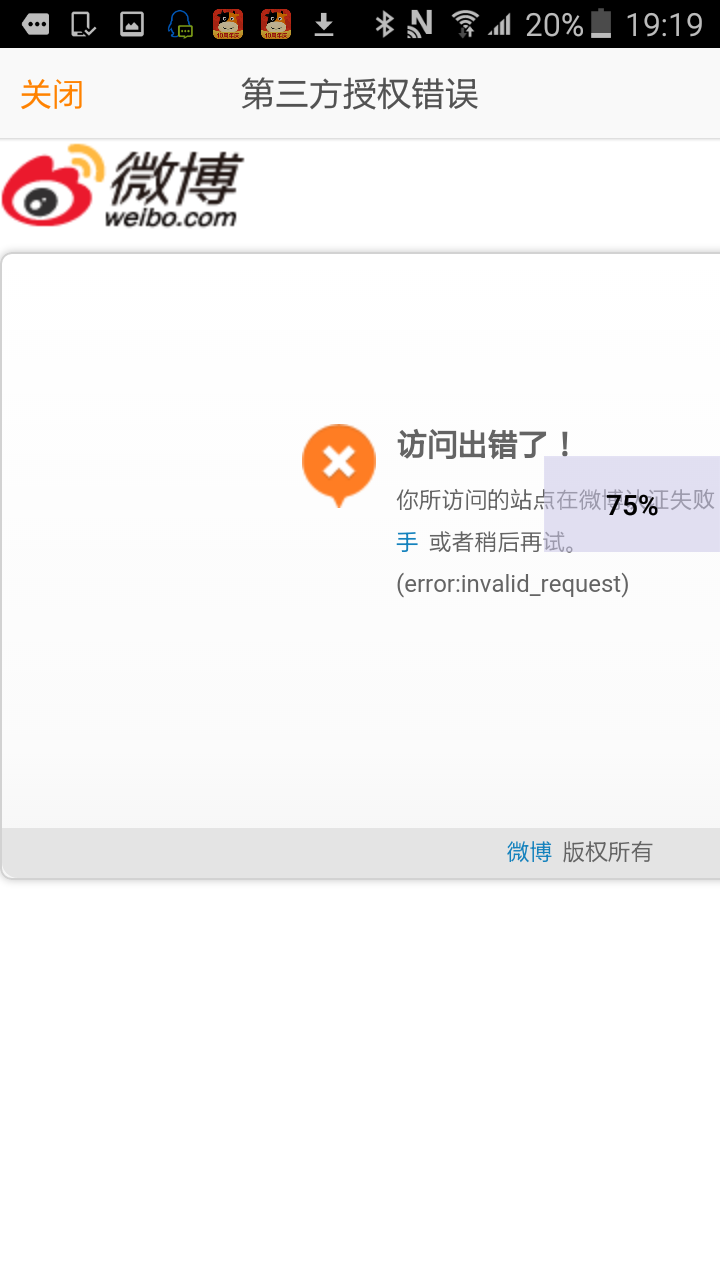 20% 19:19
关闭 第三方授权错误
微博
weibo.com
访问出错了！
你所访问的站点在微博认证失败
75%
手 或者稍后再试。
(error:invalid_request)
微博 版权所有